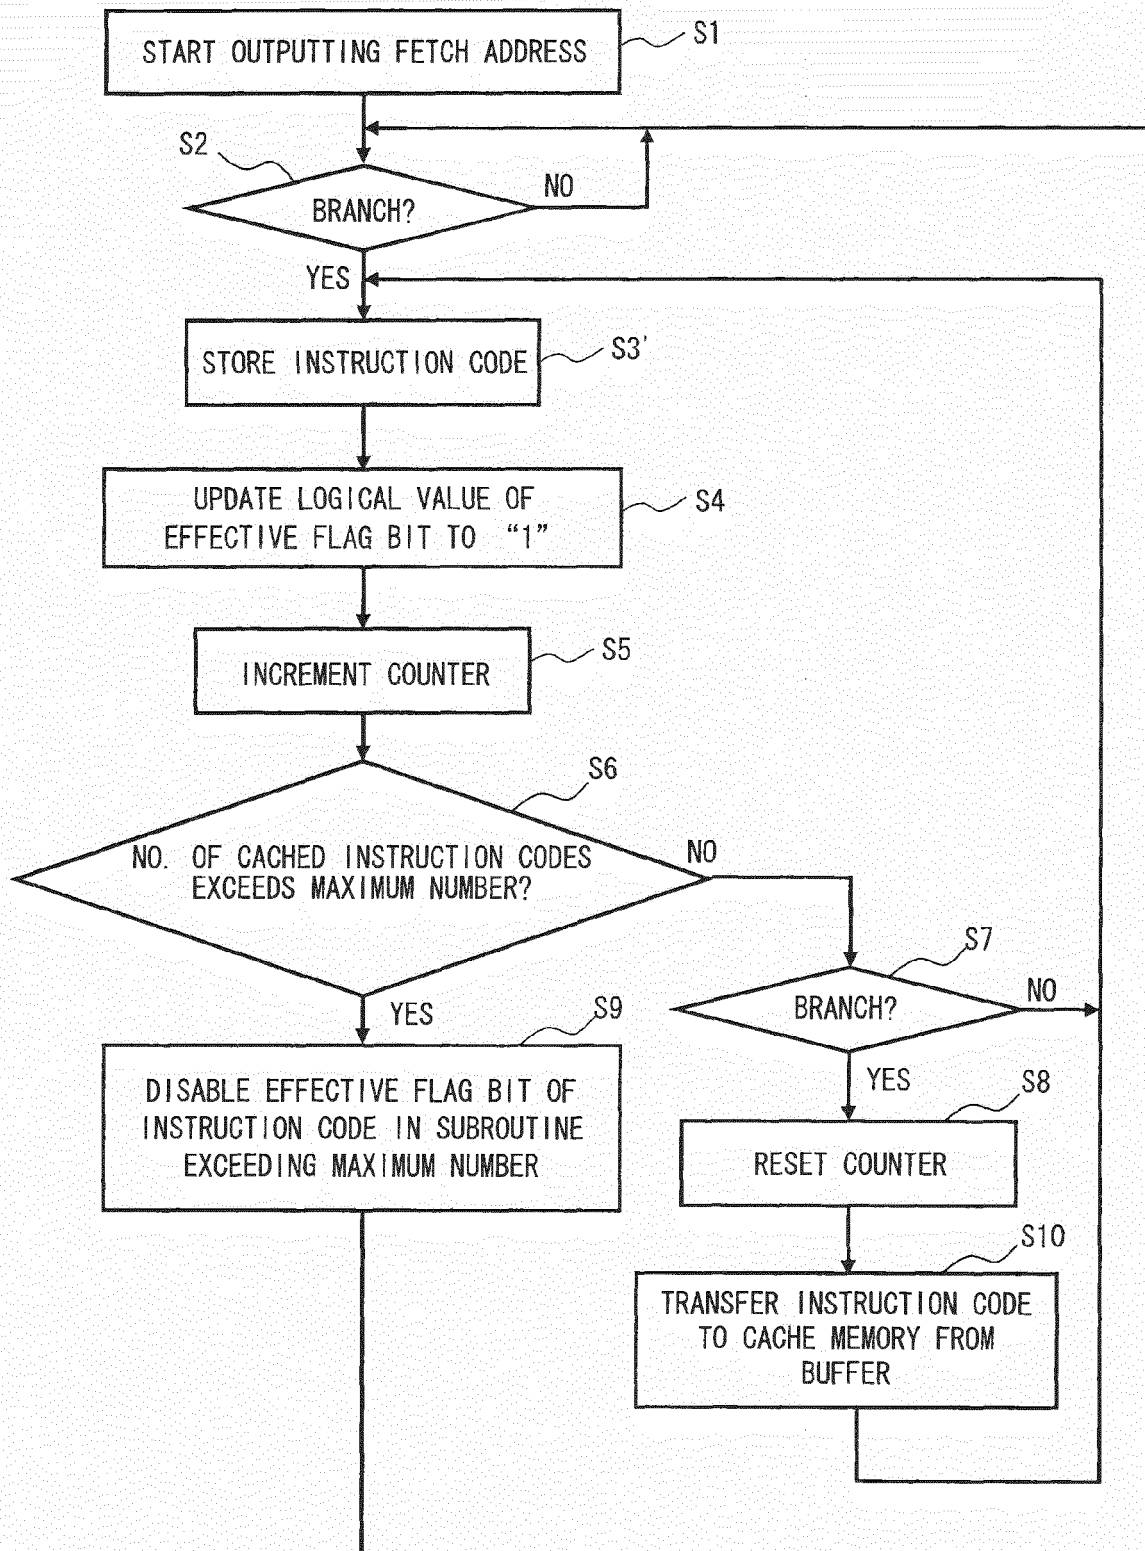 START OUTPUTTING FETCH ADDRESS
S1
S2
BRANCH?
NO
YES
STORE INSTRUCTION CODE
S3'
UPDATE LOGICAL VALUE OF
EFFECTIVE FLAG BIT TO “1”
S4
INCREMENT COUNTER
S5
S6
NO. OF CACHED INSTRUCTION CODES
EXCEEDS MAXIMUM NUMBER?
NO
YES
S7
BRANCH?
NO
YES
S9
DISABLE EFFECTIVE FLAG BIT OF
INSTRUCTION CODE IN SUBROUTINE
EXCEEDING MAXIMUM NUMBER
S8
RESET COUNTER
S10
TRANSFER INSTRUCTION CODE
TO CACHE MEMORY FROM
BUFFER